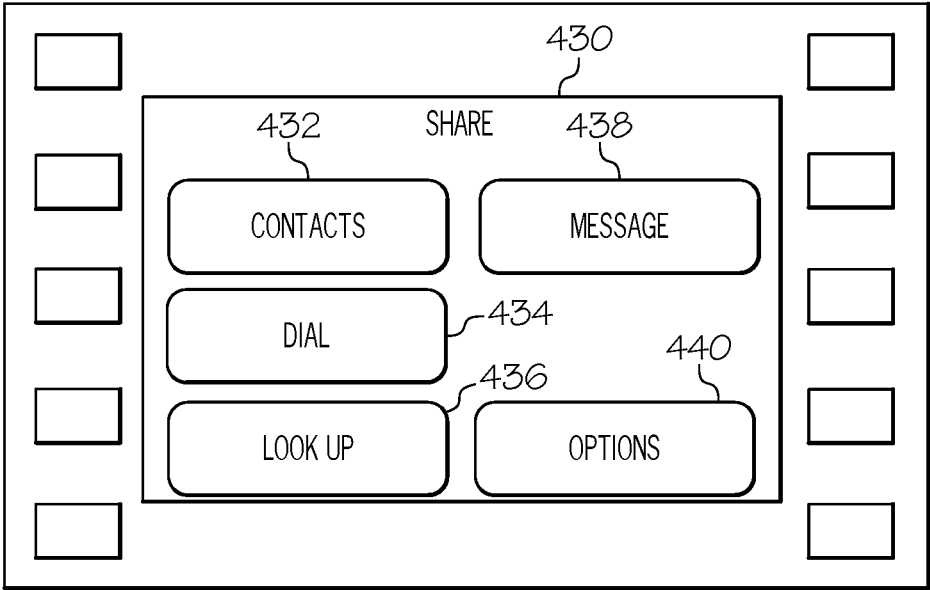 430
SHARE
432
438
CONTACTS
MESSAGE
DIAL
434
440
436
LOOK UP
OPTIONS